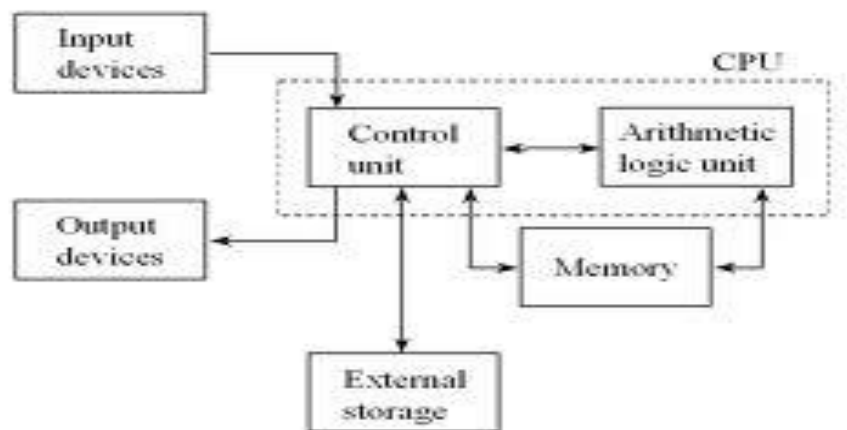 Input
devices
CPU
Control
unit
Arithmetic
logic unit
Output
devices
Memory
External
storage